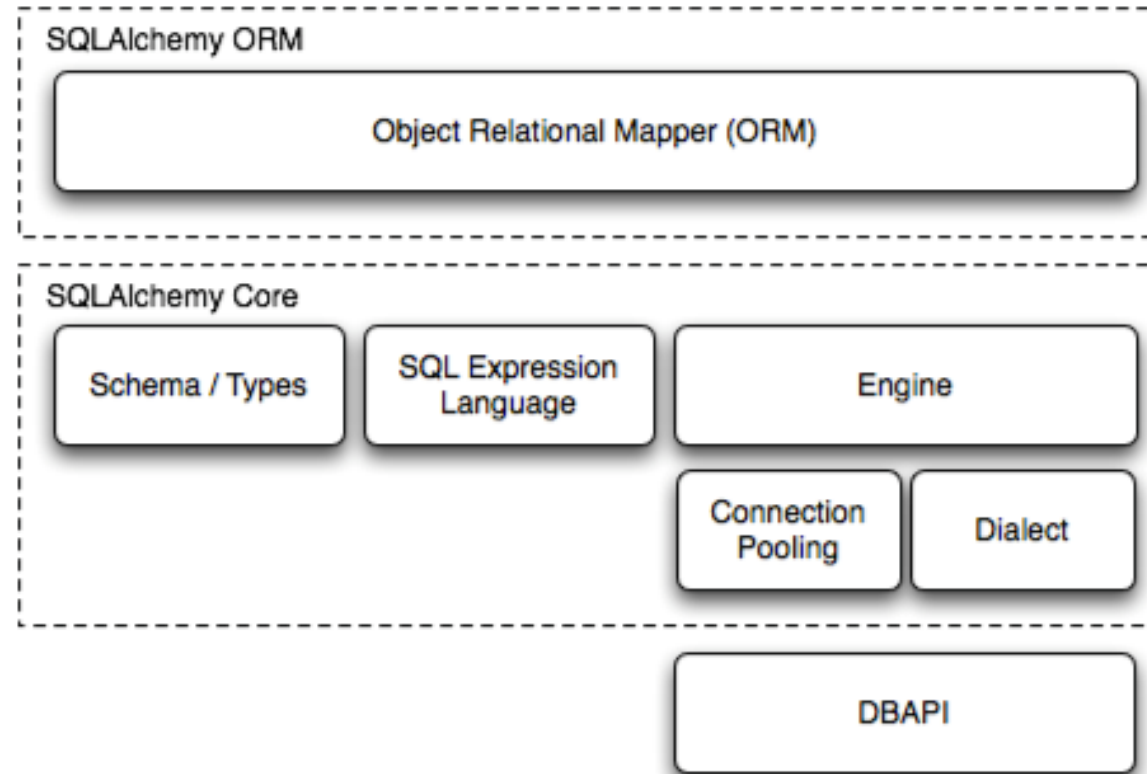 SQLAlchemy ORM
Object Relational Mapper (ORM)
SQLAlchemy Core
Schema / Types
SQL Expression
Language
Engine
Connection
Pooling
Dialect
DBAPI